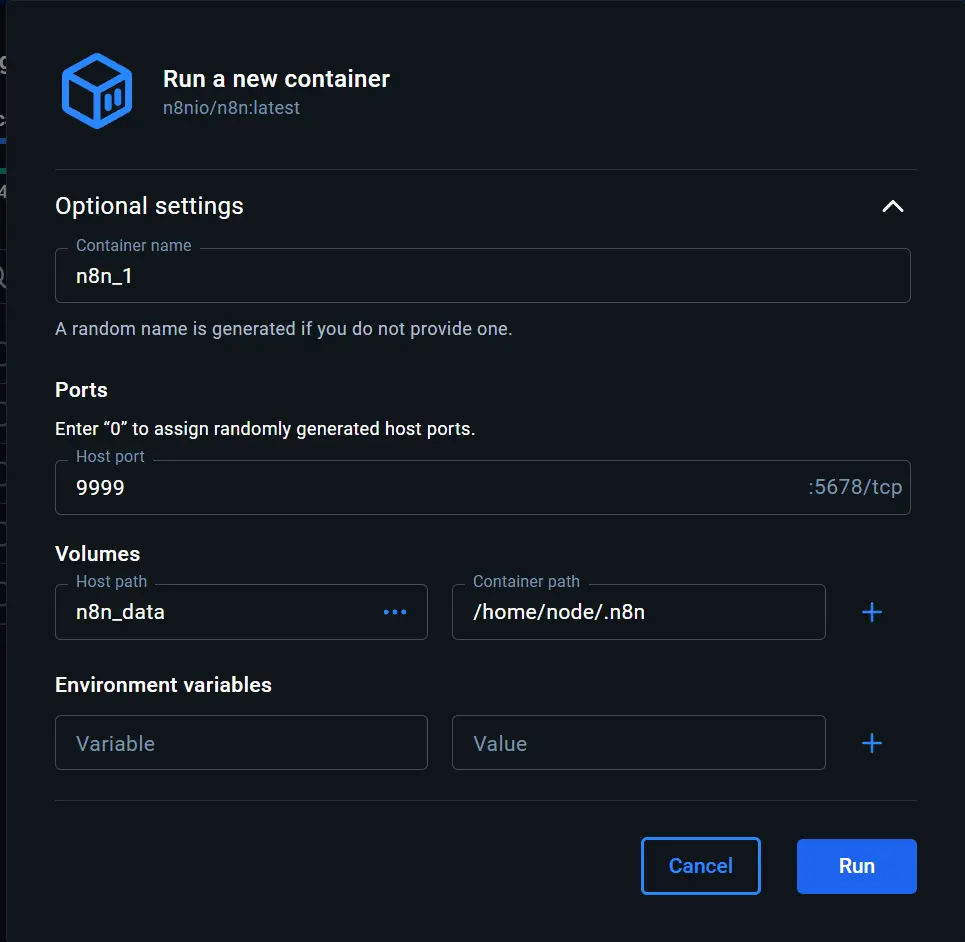 Run a new container
n8nio/n8n:latest
Optional settings
Container name
n8n_1
A random name is generated if you do not provide one.
Ports
Enter “0” to assign randomly generated host ports.
Host port
9999 :5678/tcp
Volumes
Host path Container path
n8n_data ••• /home/node/.n8n
Environment variables
Variable Value
Cancel Run